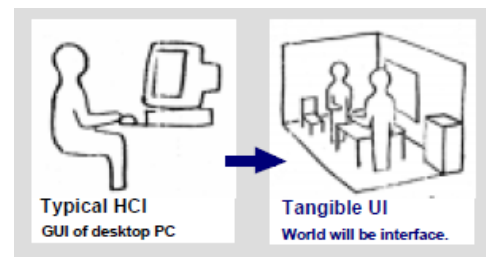 Typical HCI
GUI of desktop PC
Tangible UI
World will be interface.